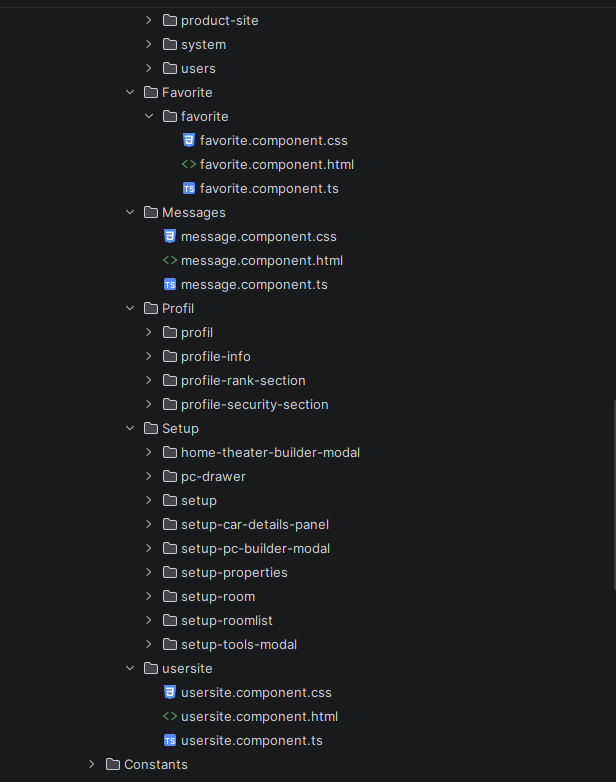 product-site
system
users
Favorite
favorite
favorite.component.css
<> favorite.component.html
TS favorite.component.ts
Messages
message.component.css
<> message.component.html
TS message.component.ts
Profil
profil
profile-info
profile-rank-section
profile-security-section
Setup
home-theater-builder-modal
pc-drawer
setup
setup-car-details-panel
setup-pc-builder-modal
setup-properties
setup-room
setup-roomlist
setup-tools-modal
usersite
usersite.component.css
<> usersite.component.html
TS usersite.component.ts
Constants